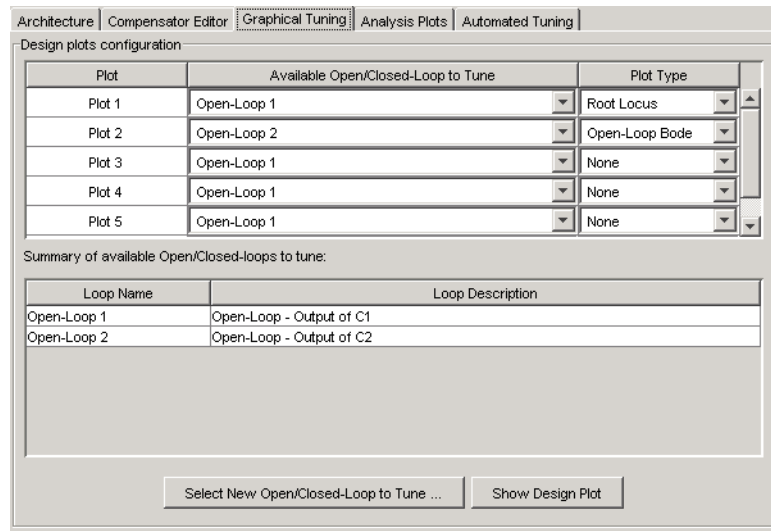 Architecture Compensator Editor Graphical Tuning Analysis Plots Automated Tuning
Design plots configuration
Plot Available Open/Closed-Loop to Tune Plot Type
Plot 1 Open-Loop 1 Root Locus
Plot 2 Open-Loop 2 Open-Loop Bode
Plot 3 Open-Loop 1 None
Plot 4 Open-Loop 1 None
Plot 5 Open-Loop 1 None
Summary of available Open/Closed-loops to tune:
Loop Name Loop Description
Open-Loop 1 Open-Loop - Output of C1
Open-Loop 2 Open-Loop - Output of C2
Select New Open/Closed-Loop to Tune ... Show Design Plot